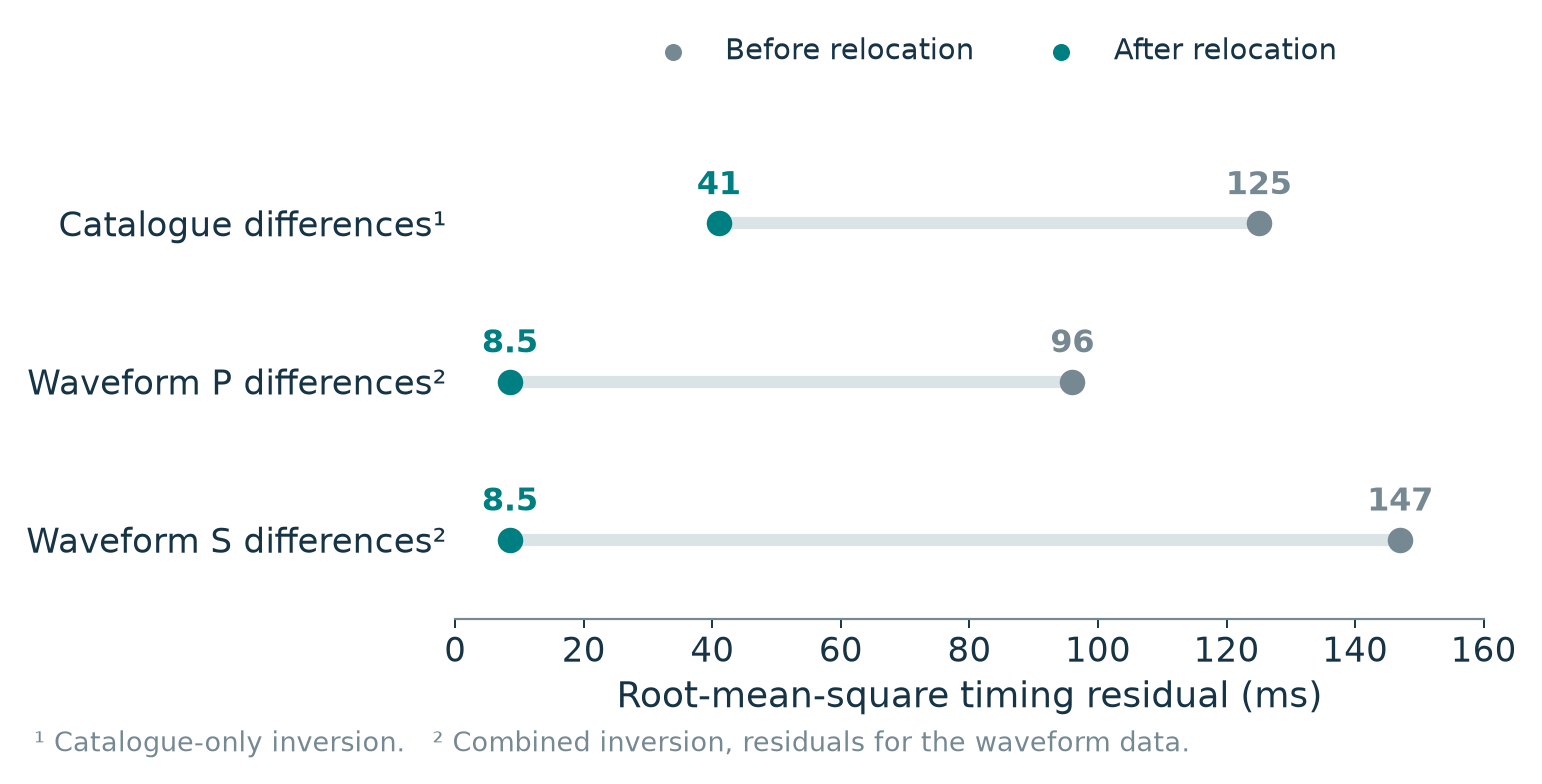 Before relocation After relocation
41 125
Catalogue differences¹
8.5 96
Waveform P differences²
8.5 147
Waveform S differences²
0 20 40 60 80 100 120 140 160
Root-mean-square timing residual (ms)
¹ Catalogue-only inversion. ² Combined inversion, residuals for the waveform data.